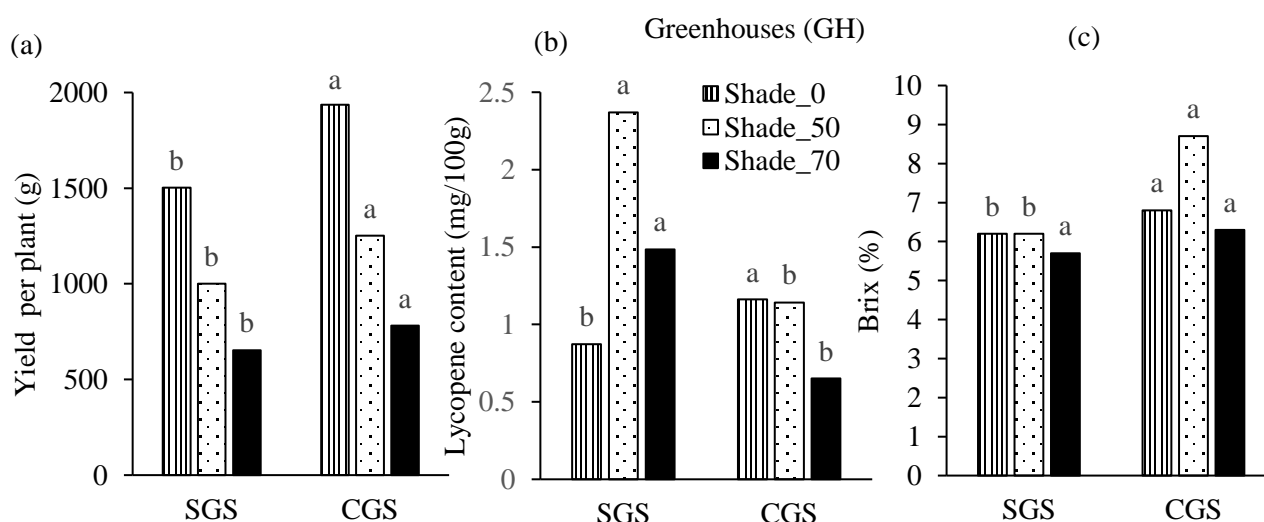 Greenhouses (GH)
(a)
Yield per plant (g)
2000
1500
1000
500
0
b
b
b
a
a
a
SGS
CGS
(b)
Lycopene content (mg/100g)
2.5
2
1.5
1
0.5
0
b
a
a
a
b
b
Shade_0
Shade_50
Shade_70
SGS
CGS
(c)
Brix (%)
10
9
8
7
6
5
4
3
2
1
0
b
b
a
a
a
a
SGS
CGS